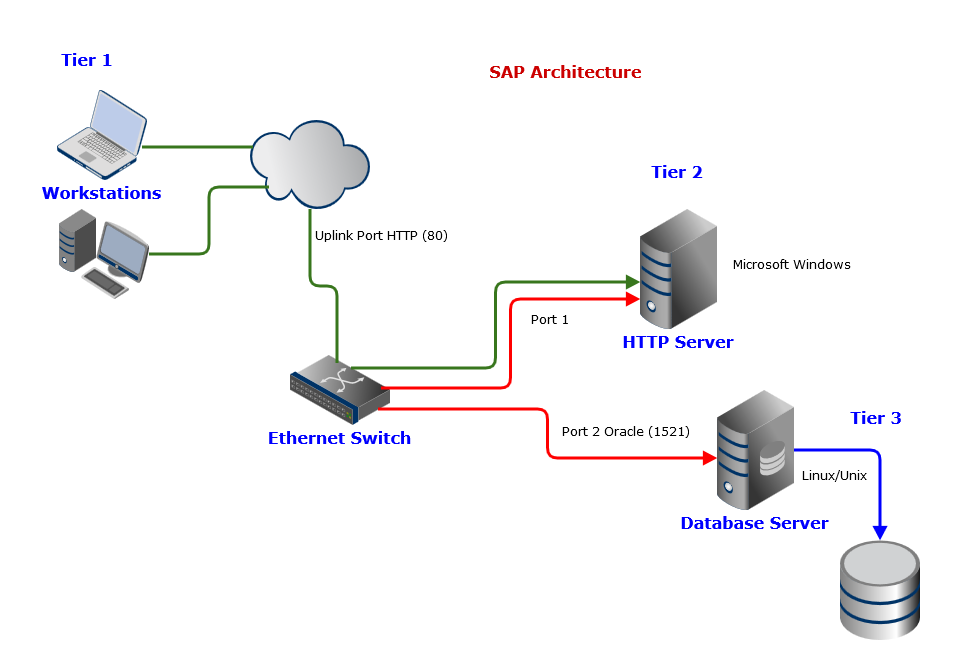 Tier 1
SAP Architecture
Tier 2
Workstations
Uplink Port HTTP (80)
Microsoft Windows
Port 1
HTTP Server
Tier 3
Port 2 Oracle (1521)
Ethernet Switch
Linux/Unix
Database Server